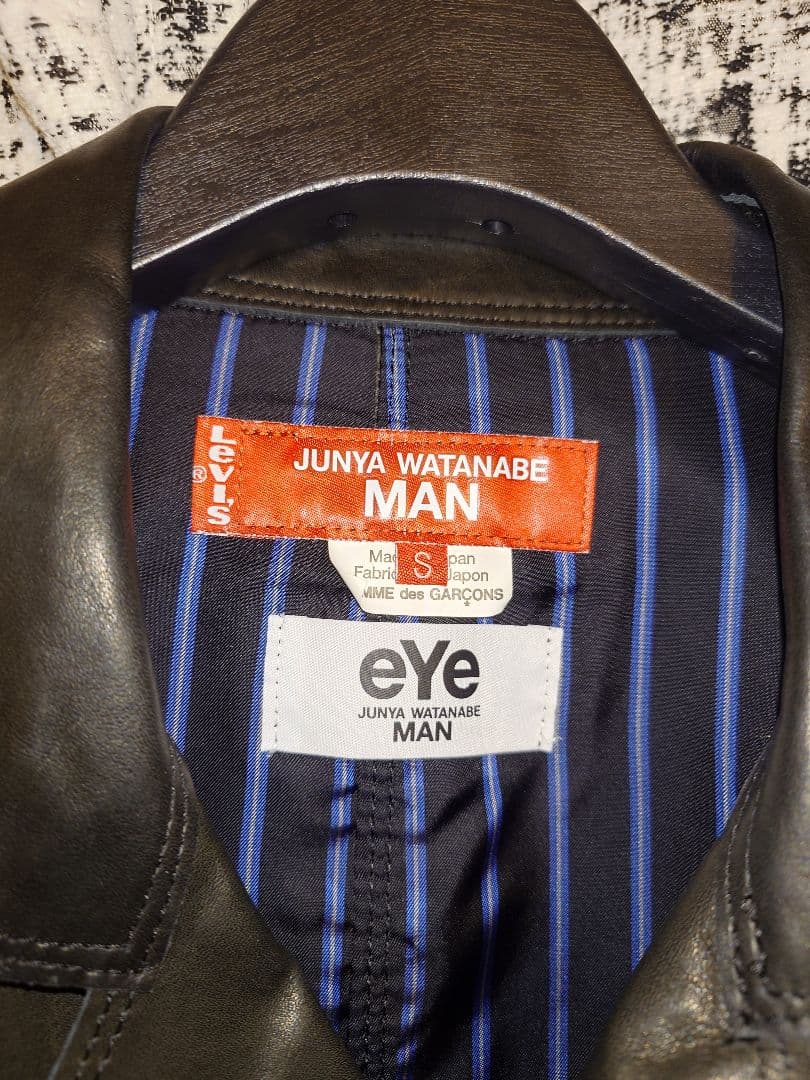 LeVI'S
®
JUNYA WATANABE
MAN
S
Japon
des GARÇONS
eYe
JUNYA WATANABE
MAN